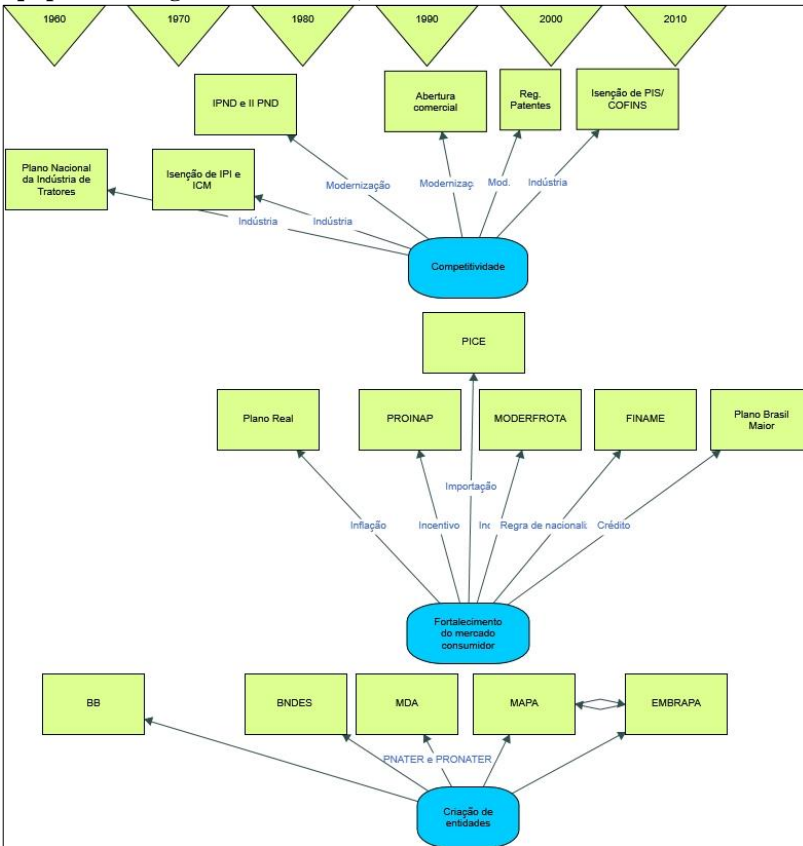 1960
1970
1980
1990
2000
2010
IPND e II PND
Abertura
comercial
Reg.
Patentes
Isenção de PIS/
COFINS
Plano Nacional
da Indústria de
Tratores
Isenção de IPI e
ICM
Modernização
Modernizaç
Mod.
Indústria
Indústria
Indústria
Competitividade
PICE
Plano Real
PROINAP
MODERFROTA
FINAME
Plano Brasil
Maior
Importação
Inflação
Incentivo
Inc
Regra de nacionali
Crédito
Fortalecimento
do mercado
consumidor
BB
BNDES
MDA
MAPA
EMBRAPA
PNATER e PRONATER
Criação de
entidades